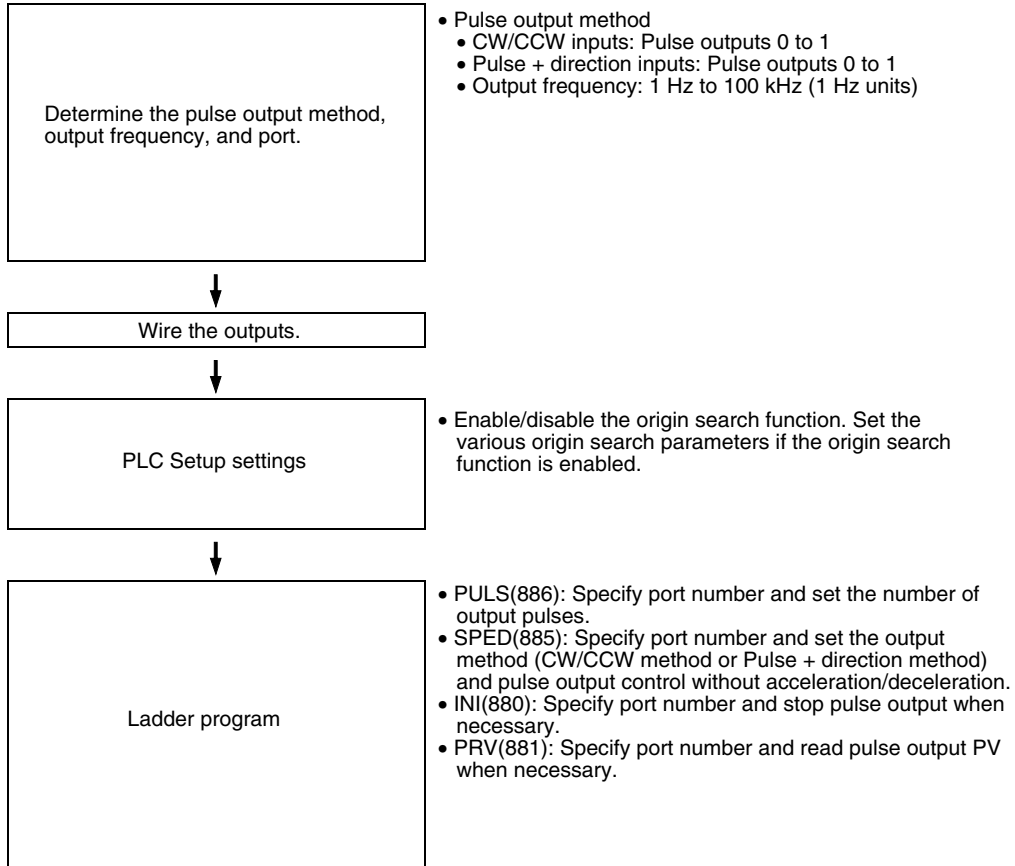 Determine the pulse output method,
output frequency, and port.
• Pulse output method
• CW/CCW inputs: Pulse outputs 0 to 1
• Pulse + direction inputs: Pulse outputs 0 to 1
• Output frequency: 1 Hz to 100 kHz (1 Hz units)
Wire the outputs.
PLC Setup settings
• Enable/disable the origin search function. Set the
various origin search parameters if the origin search
function is enabled.
Ladder program
• PULS(886): Specify port number and set the number of
output pulses.
• SPED(885): Specify port number and set the output
method (CW/CCW method or Pulse + direction method)
and pulse output control without acceleration/deceleration.
• INI(880): Specify port number and stop pulse output when
necessary.
• PRV(881): Specify port number and read pulse output PV
when necessary.